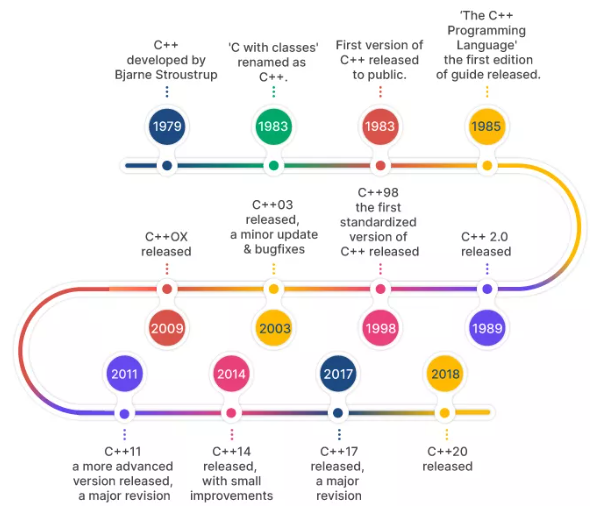 C++
developed by
Bjarne Stroustrup
1979
'C with classes'
renamed as
C++.
1983
First version of
C++ released
to public.
1983
'The C++
Programming
Language'
the first edition
of guide released.
1985
C++ 2.0
released
1989
C++98
the first
standardized
version of
C++ released
1998
C++03
released,
a minor update
& bugfixes
2003
C++OX
released
2009
2011
C++11
a more advanced
version released,
a major revision
2014
C++14
released,
with small
improvements
2017
C++17
released,
a major
revision
2018
C++20
released